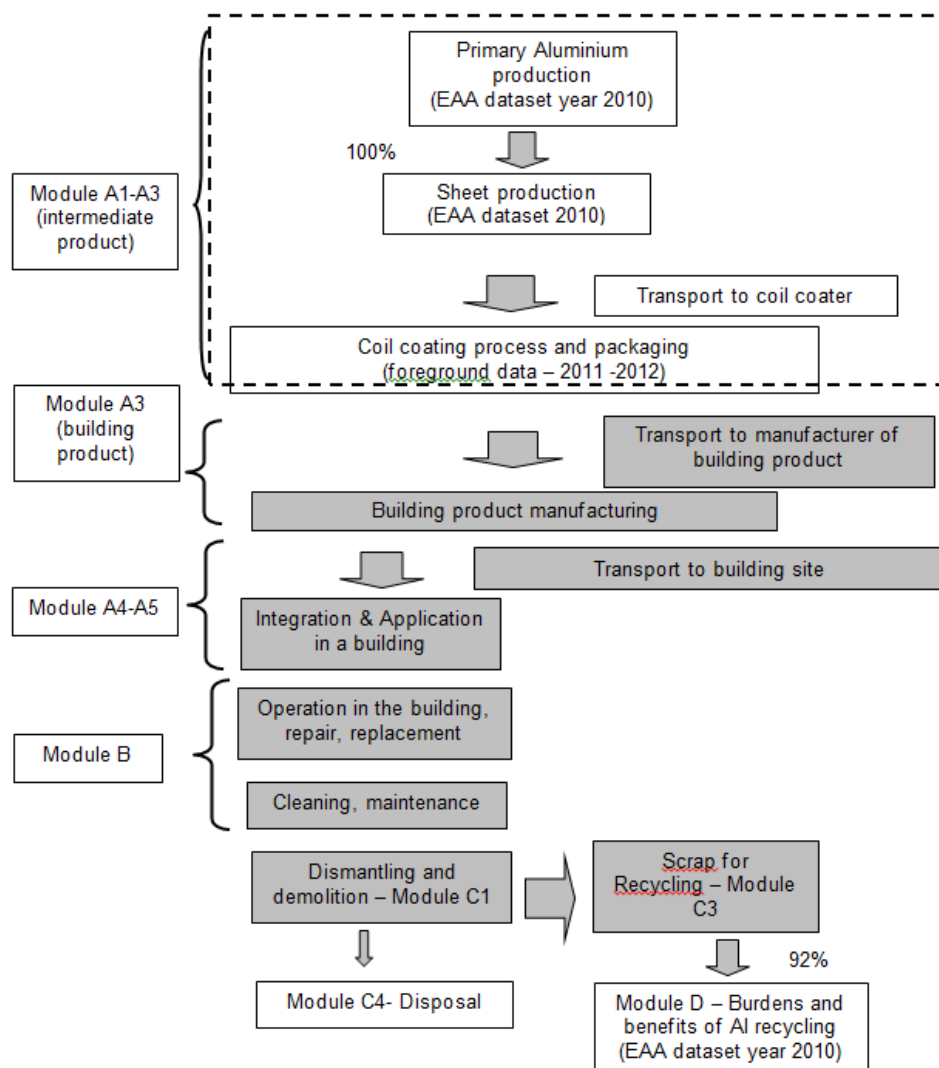 Primary Aluminium
production
(EAA dataset year 2010)
100%
Module A1-A3
(intermediate
product)
Sheet production
(EAA dataset 2010)
Transport to coil coater
Coil coating process and packaging
(foreground data – 2011 -2012)
Module A3
(building
product)
Transport to manufacturer of
building product
Building product manufacturing
Transport to building site
Module A4-A5
Integration & Application
in a building
Operation in the building,
repair, replacement
Module B
Cleaning, maintenance
Dismantling and
demolition – Module C1
Scrap for
Recycling – Module
C3
92%
Module C4- Disposal
Module D – Burdens and
benefits of Al recycling
(EAA dataset year 2010)